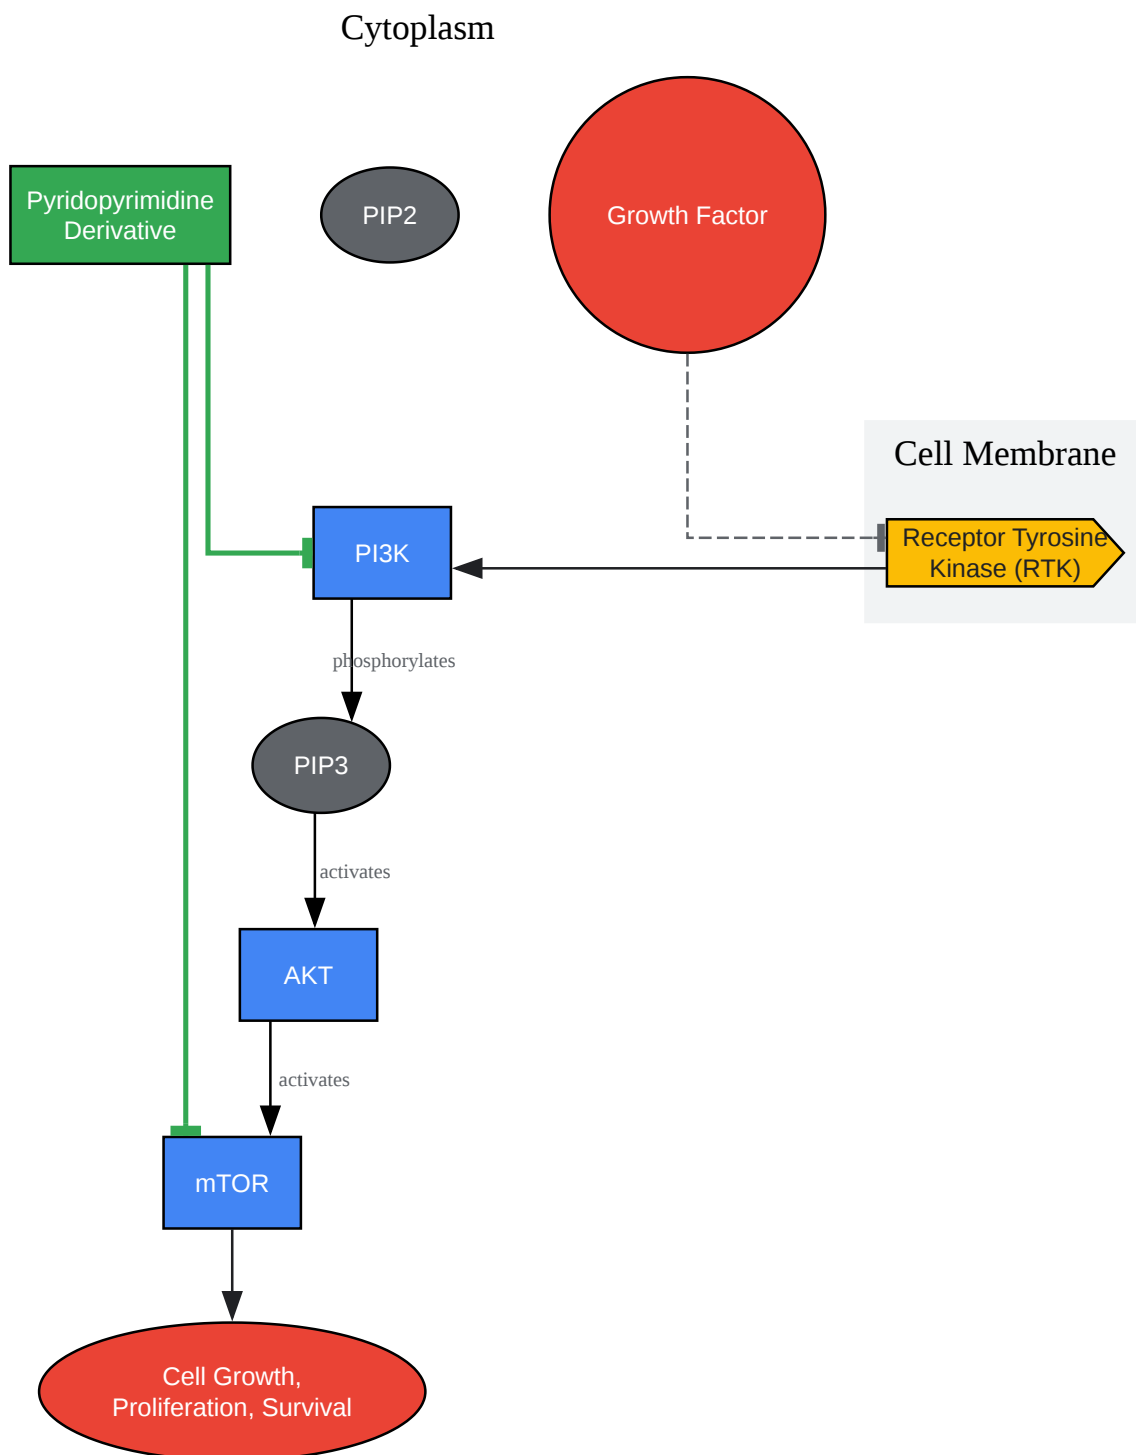 Cytoplasm
Pyridopyrimidine
Derivative
PIP2
Growth Factor
Cell Membrane
Receptor Tyrosine
Kinase (RTK)
PI3K
phosphorylates
PIP3
activates
AKT
activates
mTOR
Cell Growth,
Proliferation, Survival